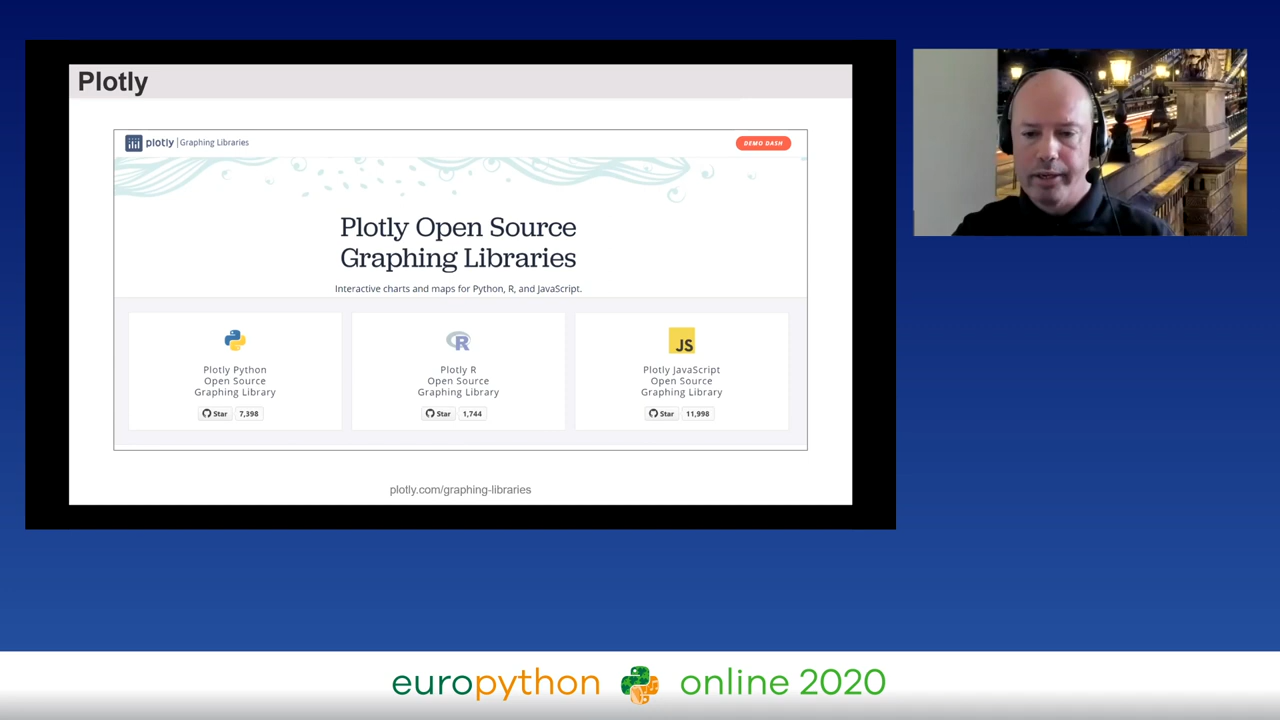 Plotly
plotly | Graphing Libraries
DEMO DASH
Plotly Open Source
Graphing Libraries
Interactive charts and maps for Python, R, and JavaScript.
Plotly Python
Open Source
Graphing Library
Star 7,398
R
Plotly R
Open Source
Graphing Library
Star 1,744
JS
Plotly JavaScript
Open Source
Graphing Library
Star 11,998
plotly.com/graphing-libraries
europython online 2020